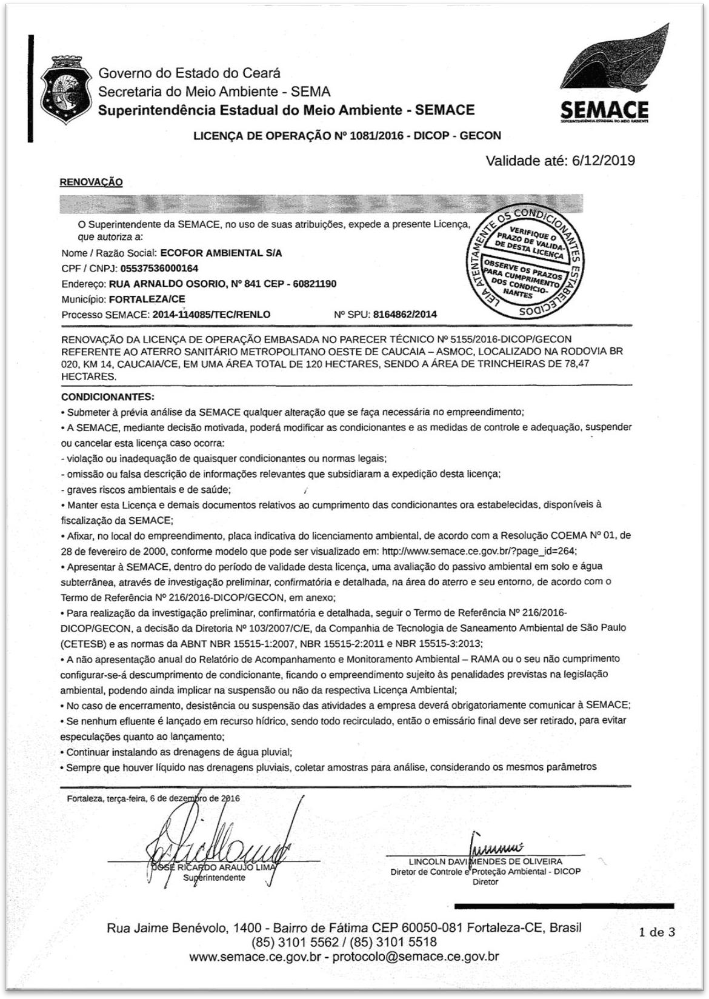 Governo do Estado do Ceará
Secretaria do Meio Ambiente - SEMA
Superintendência Estadual do Meio Ambiente - SEMACE
SEMACE
SUPERINTENDÊNCIA ESTADUAL DO MEIO AMBIENTE
LICENÇA DE OPERAÇÃO Nº 1081/2016 - DICOP - GECON
Validade até: 6/12/2019
RENOVAÇÃO
O Superintendente da SEMACE, no uso de suas atribuições, expede a presente Licença,
que autoriza a:
Nome / Razão Social: ECOFOR AMBIENTAL S/A
CPF / CNPJ: 05537536000164
Endereço: RUA ARNALDO OSORIO, Nº 841 CEP - 60821190
Município: FORTALEZA/CE
Processo SEMACE: 2014-114085/TEC/RENLO Nº SPU: 8164862/2014
LEIA ATENTAMENTE OS CONDICIONANTES ESTABELECIDOS
VERIFIQUE O
PRAZO DE VALIDA-
DE DESTA LICENÇA
OBSERVE OS PRAZOS
PARA CUMPRIMENTO
DOS CONDICIO-
NANTES
RENOVAÇÃO DA LICENÇA DE OPERAÇÃO EMBASADA NO PARECER TÉCNICO Nº 5155/2016-DICOP/GECON
REFERENTE AO ATERRO SANITÁRIO METROPOLITANO OESTE DE CAUCAIA – ASMOC, LOCALIZADO NA RODOVIA BR
020, KM 14, CAUCAIA/CE, EM UMA ÁREA TOTAL DE 120 HECTARES, SENDO A ÁREA DE TRINCHEIRAS DE 78,47
HECTARES.
CONDICIONANTES:
• Submeter à prévia análise da SEMACE qualquer alteração que se faça necessária no empreendimento;
• A SEMACE, mediante decisão motivada, poderá modificar as condicionantes e as medidas de controle e adequação, suspender
ou cancelar esta licença caso ocorra:
- violação ou inadequação de quaisquer condicionantes ou normas legais;
- omissão ou falsa descrição de informações relevantes que subsidiaram a expedição desta licença;
- graves riscos ambientais e de saúde;
• Manter esta Licença e demais documentos relativos ao cumprimento das condicionantes ora estabelecidas, disponíveis à
fiscalização da SEMACE;
• Afixar, no local do empreendimento, placa indicativa do licenciamento ambiental, de acordo com a Resolução COEMA Nº 01, de
28 de fevereiro de 2000, conforme modelo que pode ser visualizado em: http://www.semace.ce.gov.br/?page_id=264;
• Apresentar à SEMACE, dentro do período de validade desta licença, uma avaliação do passivo ambiental em solo e água
subterrânea, através de investigação preliminar, confirmatória e detalhada, na área do aterro e seu entorno, de acordo com o
Termo de Referência Nº 216/2016-DICOP/GECON, em anexo;
• Para realização da investigação preliminar, confirmatória e detalhada, seguir o Termo de Referência Nº 216/2016-
DICOP/GECON, a decisão da Diretoria Nº 103/2007/C/E, da Companhia de Tecnologia de Saneamento Ambiental de São Paulo
(CETESB) e as normas da ABNT NBR 15515-1:2007, NBR 15515-2:2011 e NBR 15515-3:2013;
• A não apresentação anual do Relatório de Acompanhamento e Monitoramento Ambiental – RAMA ou o seu não cumprimento
configurar-se-á descumprimento de condicionante, ficando o empreendimento sujeito às penalidades previstas na legislação
ambiental, podendo ainda implicar na suspensão ou não da respectiva Licença Ambiental;
• No caso de encerramento, desistência ou suspensão das atividades a empresa deverá obrigatoriamente comunicar à SEMACE;
• Se nenhum efluente é lançado em recurso hídrico, sendo todo recirculado, então o emissário final deve ser retirado, para evitar
especulações quanto ao lançamento;
• Continuar instalando as drenagens de água pluvial;
• Sempre que houver líquido nas drenagens pluviais, coletar amostras para análise, considerando os mesmos parâmetros
Fortaleza, terça-feira, 6 de dezembro de 2016
JOSÉ RICARDO ARAUJO LIMA
Superintendente
LINCOLN DAVI MENDES DE OLIVEIRA
Diretor de Controle e Proteção Ambiental - DICOP
Diretor
Rua Jaime Benévolo, 1400 - Bairro de Fátima CEP 60050-081 Fortaleza-CE, Brasil
(85) 3101 5562 / (85) 3101 5518
www.semace.ce.gov.br - protocolo@semace.ce.gov.br
1 de 3